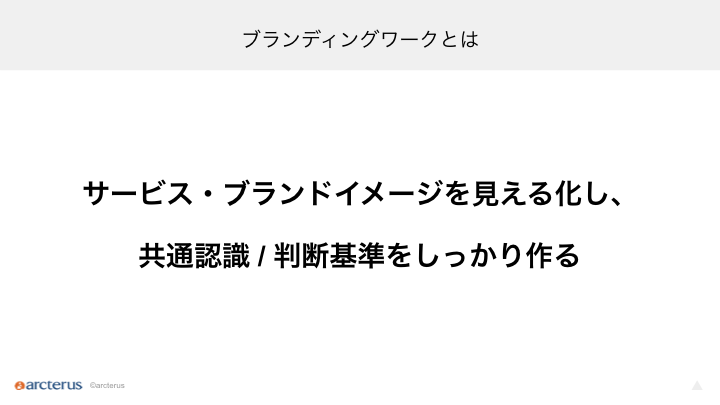 ブランディングワークとは
サービス・ブランドイメージを見える化し、
共通認識 / 判断基準をしっかり作る
arcterus ©arcterus